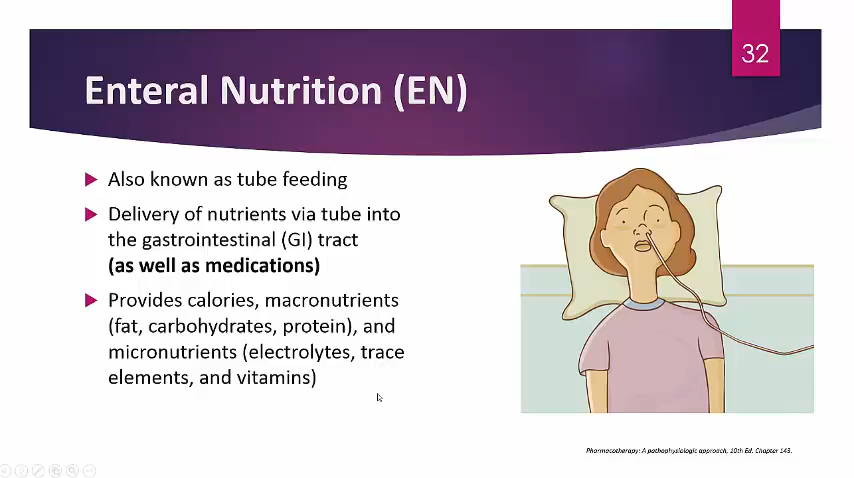 32
Enteral Nutrition (EN)
Also known as tube feeding
Delivery of nutrients via tube into
the gastrointestinal (GI) tract
(as well as medications)
Provides calories, macronutrients
(fat, carbohydrates, protein), and
micronutrients (electrolytes, trace
elements, and vitamins)
Pharmacotherapy: A pathophysiologic approach, 10th Ed. Chapter 143.